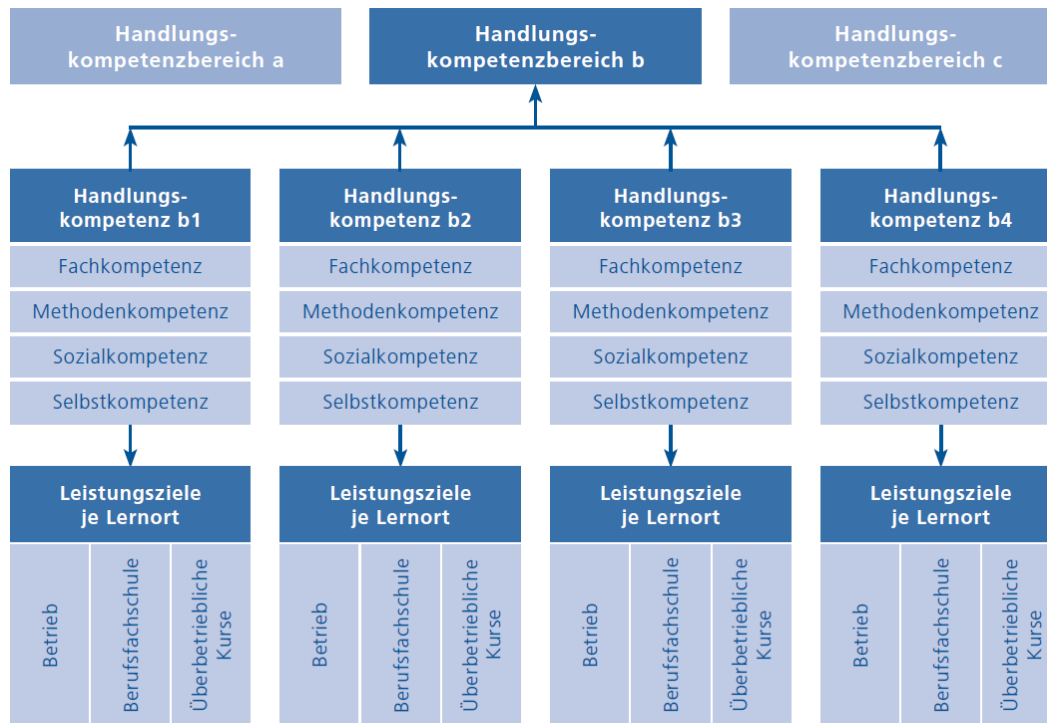 Handlungs-
kompetenzbereich a
Handlungs-
kompetenzbereich b
Handlungs-
kompetenzbereich c
Handlungs-
kompetenz b1
Handlungs-
kompetenz b2
Handlungs-
kompetenz b3
Handlungs-
kompetenz b4
Fachkompetenz
Fachkompetenz
Fachkompetenz
Fachkompetenz
Methodenkompetenz
Methodenkompetenz
Methodenkompetenz
Methodenkompetenz
Sozialkompetenz
Sozialkompetenz
Sozialkompetenz
Sozialkompetenz
Selbstkompetenz
Selbstkompetenz
Selbstkompetenz
Selbstkompetenz
Leistungsziele
je Lernort
Leistungsziele
je Lernort
Leistungsziele
je Lernort
Leistungsziele
je Lernort
Betrieb
Berufsfachschule
Überbetriebliche
Kurse
Betrieb
Berufsfachschule
Überbetriebliche
Kurse
Betrieb
Berufsfachschule
Überbetriebliche
Kurse
Betrieb
Berufsfachschule
Überbetriebliche
Kurse